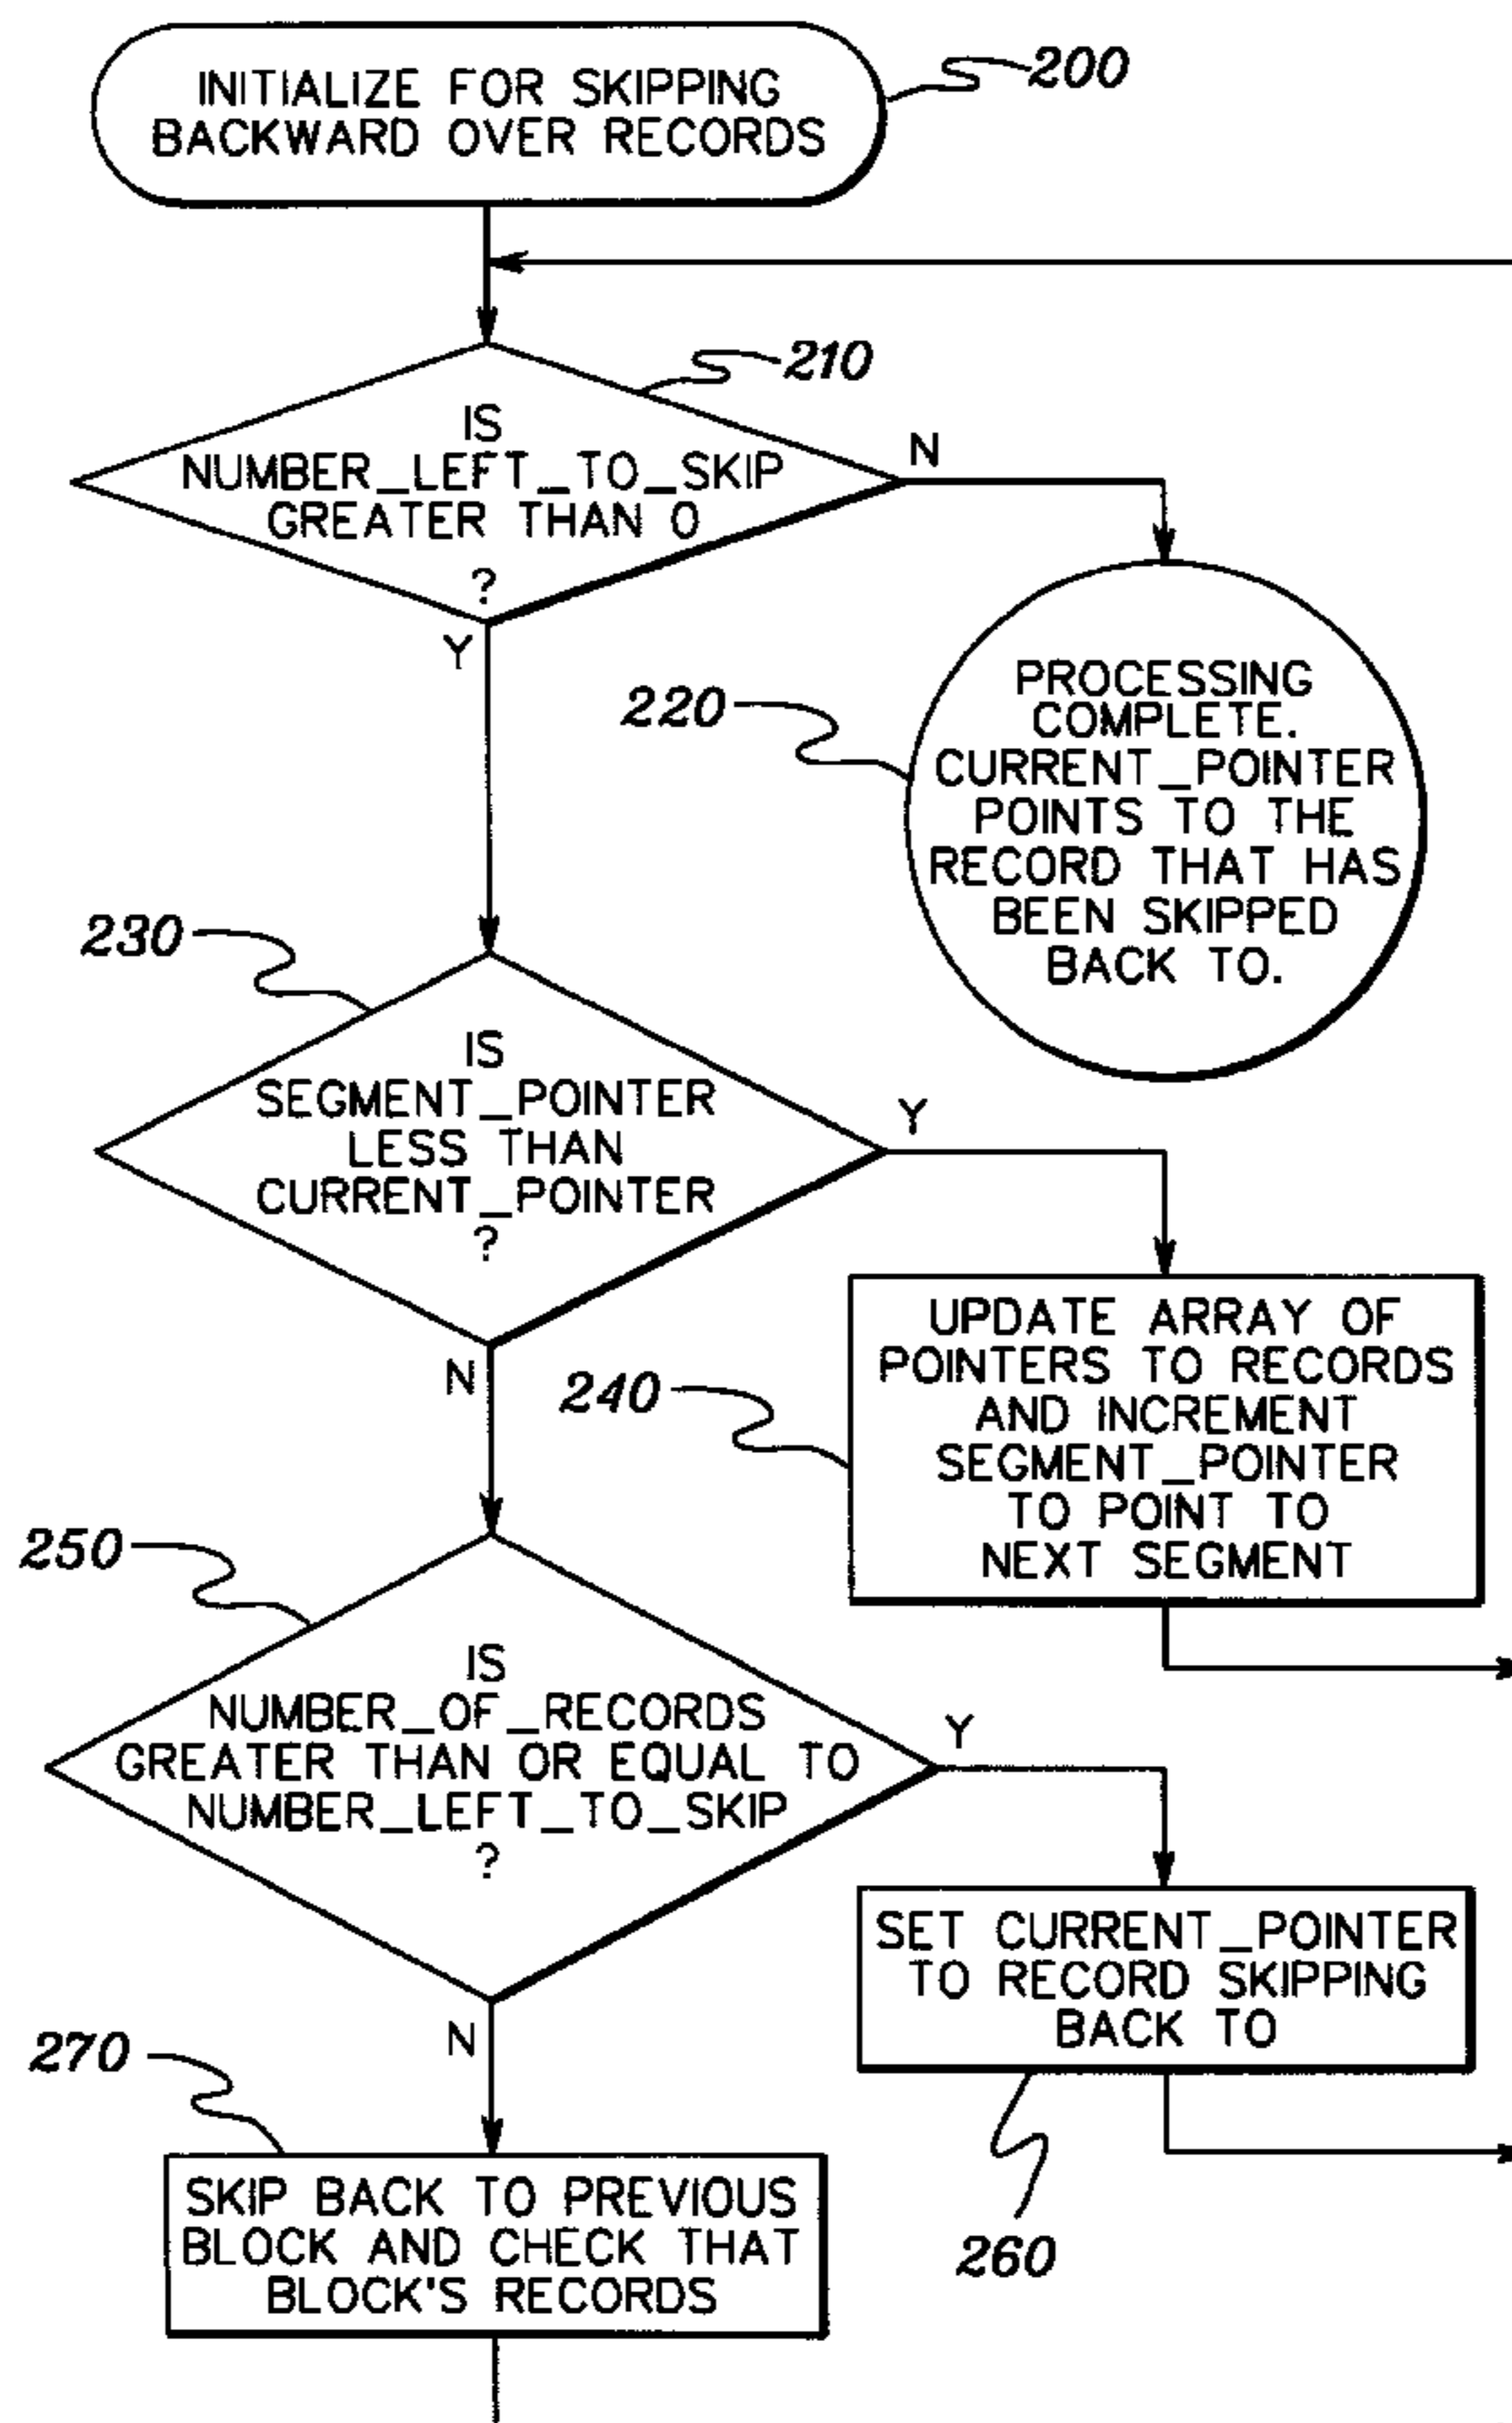 INITIALIZE FOR SKIPPING
BACKWARD OVER RECORDS
200
210
IS
NUMBER_LEFT_TO_SKIP
GREATER THAN 0
?
N
Y
220
PROCESSING
COMPLETE.
CURRENT_POINTER
POINTS TO THE
RECORD THAT HAS
BEEN SKIPPED
BACK TO.
230
IS
SEGMENT_POINTER
LESS THAN
CURRENT_POINTER
?
Y
N
240
UPDATE ARRAY OF
POINTERS TO RECORDS
AND INCREMENT
SEGMENT_POINTER
TO POINT TO
NEXT SEGMENT
250
IS
NUMBER_OF_RECORDS
GREATER THAN OR EQUAL TO
NUMBER_LEFT_TO_SKIP
?
Y
N
SET CURRENT_POINTER
TO RECORD SKIPPING
BACK TO
260
270
SKIP BACK TO PREVIOUS
BLOCK AND CHECK THAT
BLOCK'S RECORDS